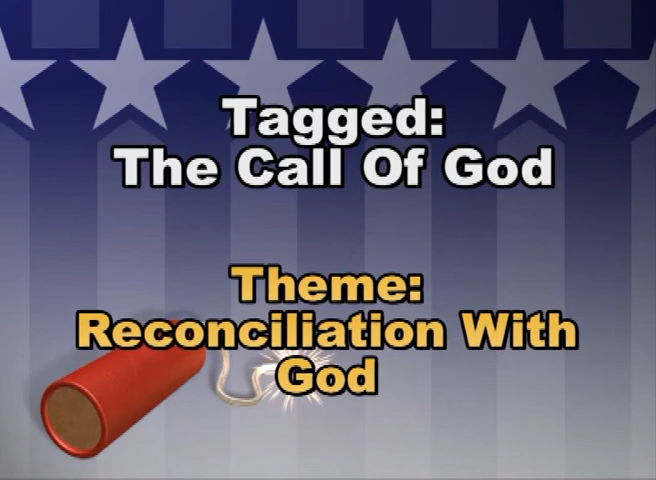 Tagged:
The Call Of God
Theme:
Reconciliation With
God